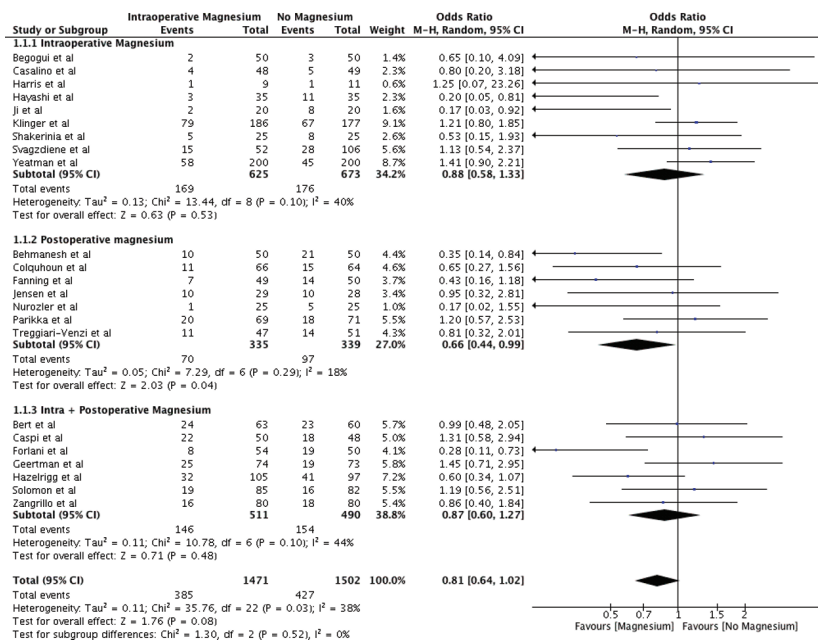 Intraoperative Magnesium No Magnesium Odds Ratio Odds Ratio
Study or Subgroup Events Total Events Total Weight M-H, Random, 95% CI M-H, Random, 95% CI
1.1.1 Intraoperative Magnesium
Begogui et al 2 50 3 50 1.4% 0.65 [0.10, 4.09]
Casalino et al 4 48 5 49 2.3% 0.80 [0.20, 3.18]
Harris et al 1 9 1 11 0.6% 1.25 [0.07, 23.26]
Hayashi et al 3 35 11 35 2.4% 0.20 [0.05, 0.81]
Ji et al 2 20 8 20 1.7% 0.17 [0.03, 0.92]
Klinger et al 79 186 67 177 9.1% 1.21 [0.80, 1.85]
Shakerinia et al 5 25 8 25 2.6% 0.53 [0.15, 1.93]
Svagzdiene et al 15 52 28 106 5.6% 1.13 [0.54, 2.37]
Yeatman et al 58 200 45 200 8.7% 1.41 [0.90, 2.21]
Subtotal (95% CI) 625 673 34.2% 0.88 [0.58, 1.33]
Total events 169 176
Heterogeneity: Tau² = 0.13; Chi² = 13.44, df = 8 (P = 0.10); I² = 40%
Test for overall effect: Z = 0.63 (P = 0.53)
1.1.2 Postoperative magnesium
Behmanesh et al 10 50 21 50 4.4% 0.35 [0.14, 0.84]
Colquhoun et al 11 66 15 64 4.6% 0.65 [0.27, 1.56]
Fanning et al 7 49 14 50 3.7% 0.43 [0.16, 1.18]
Jensen et al 10 29 10 28 3.4% 0.95 [0.32, 2.81]
Nurozler et al 1 25 5 25 1.1% 0.17 [0.02, 1.55]
Parikka et al 20 69 18 71 5.5% 1.20 [0.57, 2.53]
Treggiari-Venzi et al 11 47 14 51 4.3% 0.81 [0.32, 2.01]
Subtotal (95% CI) 335 339 27.0% 0.66 [0.44, 0.99]
Total events 70 97
Heterogeneity: Tau² = 0.05; Chi² = 7.29, df = 6 (P = 0.29); I² = 18%
Test for overall effect: Z = 2.03 (P = 0.04)
1.1.3 Intra + Postoperative Magnesium
Bert et al 24 63 23 60 5.7% 0.99 [0.48, 2.05]
Caspi et al 22 50 18 48 5.0% 1.31 [0.58, 2.94]
Forlani et al 8 54 19 50 4.1% 0.28 [0.11, 0.73]
Geertman et al 25 74 19 73 5.8% 1.45 [0.71, 2.95]
Hazelrigg et al 32 105 41 97 7.2% 0.60 [0.34, 1.07]
Solomon et al 19 85 16 82 5.6% 1.19 [0.56, 2.51]
Zangrillo et al 16 80 18 80 5.4% 0.86 [0.40, 1.84]
Subtotal (95% CI) 511 490 38.8% 0.87 [0.60, 1.27]
Total events 146 154
Heterogeneity: Tau² = 0.11; Chi² = 10.78, df = 6 (P = 0.10); I² = 44%
Test for overall effect: Z = 0.71 (P = 0.48)
Total (95% CI) 1471 1502 100.0% 0.81 [0.64, 1.02]
Total events 385 427
Heterogeneity: Tau² = 0.11; Chi² = 35.76, df = 22 (P = 0.03); I² = 38%
Test for overall effect: Z = 1.76 (P = 0.08)
Test for subgroup differences: Chi² = 1.30, df = 2 (P = 0.52), I² = 0%
0.5 0.7 1 1.5 2
Favours [Magnesium] Favours [No Magnesium]